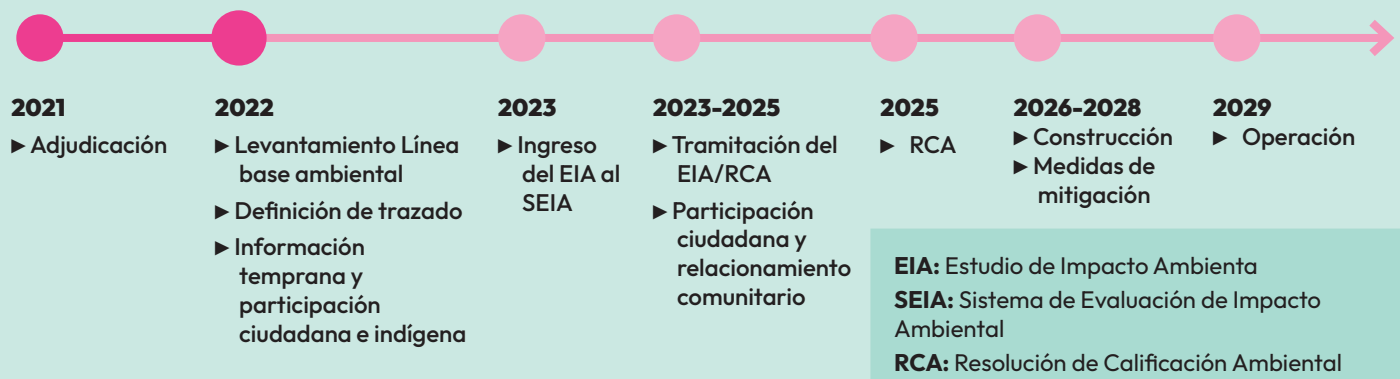 2021
► Adjudicación
2022
► Levantamiento Línea
base ambiental
► Definición de trazado
► Información
temprana y
participación
ciudadana e indígena
2023
► Ingreso
del EIA al
SEIA
2023-2025
► Tramitación del
EIA/RCA
► Participación
ciudadana y
relacionamiento
comunitario
2025
► RCA
2026-2028
► Construcción
► Medidas de
mitigación
2029
► Operación
EIA: Estudio de Impacto Ambienta
SEIA: Sistema de Evaluación de Impacto
Ambiental
RCA: Resolución de Calificación Ambiental